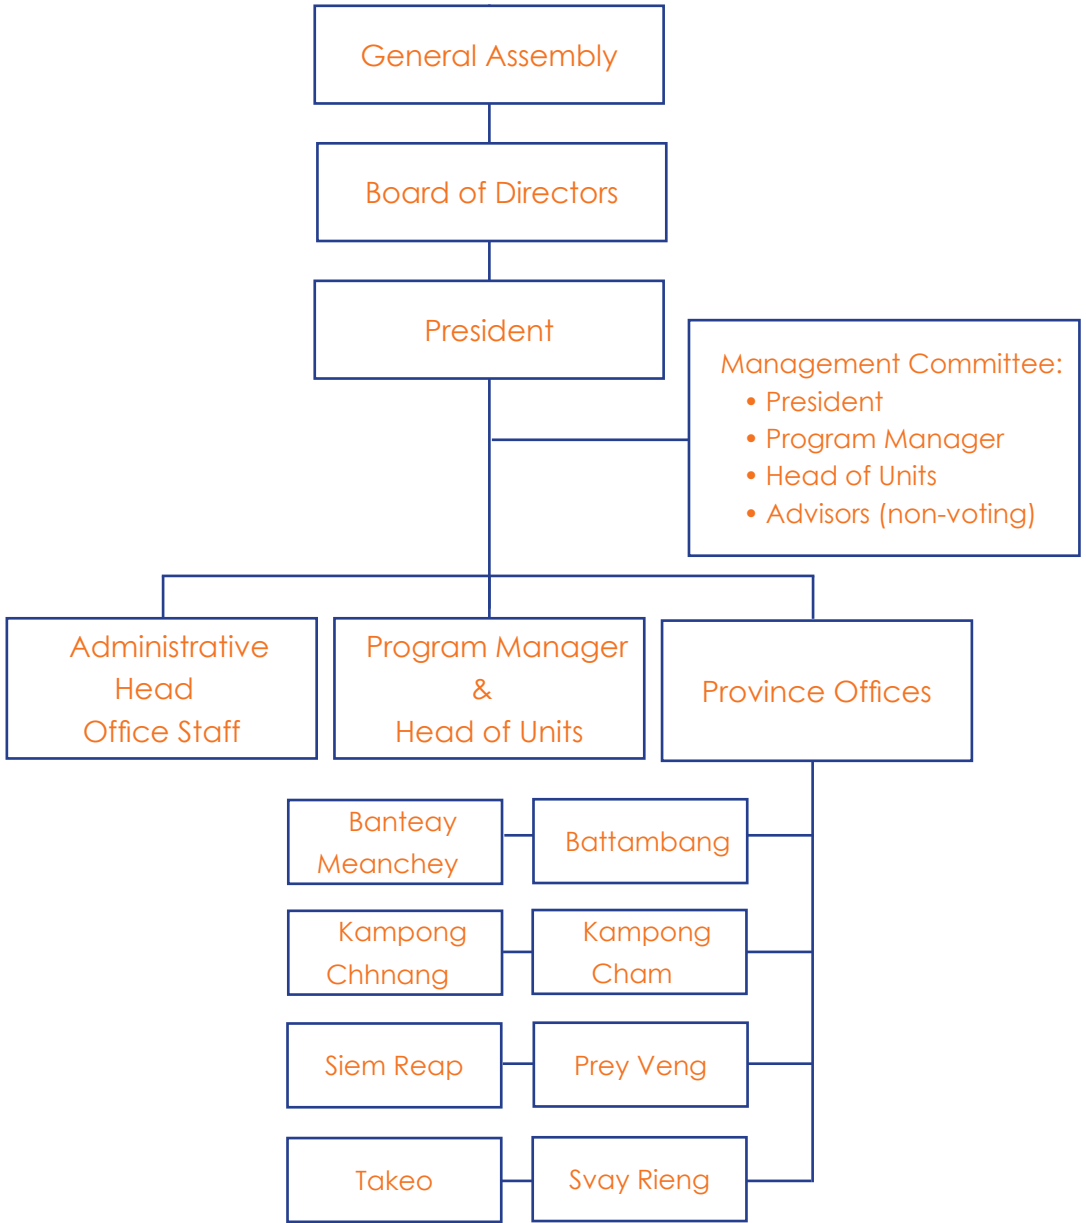 General Assembly
Board of Directors
President
Management Committee:
• President
• Program Manager
• Head of Units
• Advisors (non-voting)
Administrative
Head
Office Staff
Program Manager
&
Head of Units
Province Offices
Banteay
Meanchey
Battambang
Kampong
Chhnang
Kampong
Cham
Siem Reap
Prey Veng
Takeo
Svay Rieng